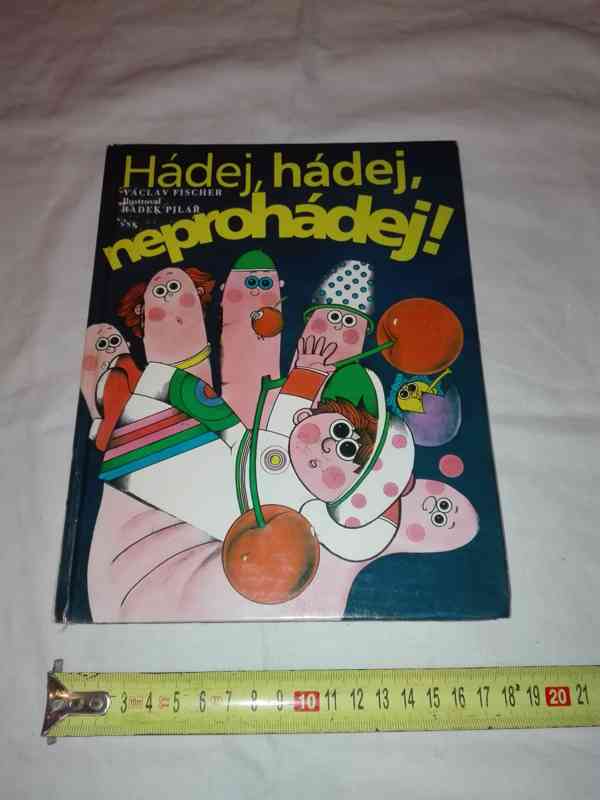 Hádej, hádej,
VÁCLAV FISCHER
Ilustroval
RADEK PILAŘ
neprohádej!
3 4 5 6 7 8 9 10 11 12 13 14 15 16 17 18 19 20 21